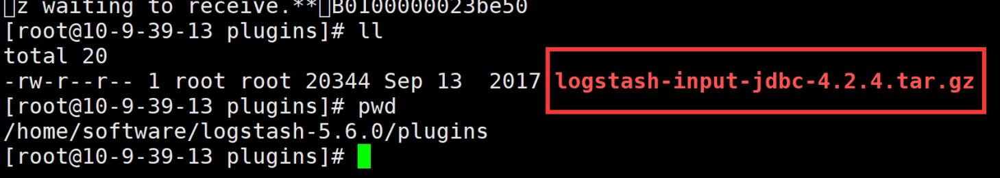 z waiting to receive.**B0100000023be50
[root@10-9-39-13 plugins]# ll
total 20
-rw-r--r-- 1 root root 20344 Sep 13  2017 logstash-input-jdbc-4.2.4.tar.gz
[root@10-9-39-13 plugins]# pwd
/home/software/logstash-5.6.0/plugins
[root@10-9-39-13 plugins]#